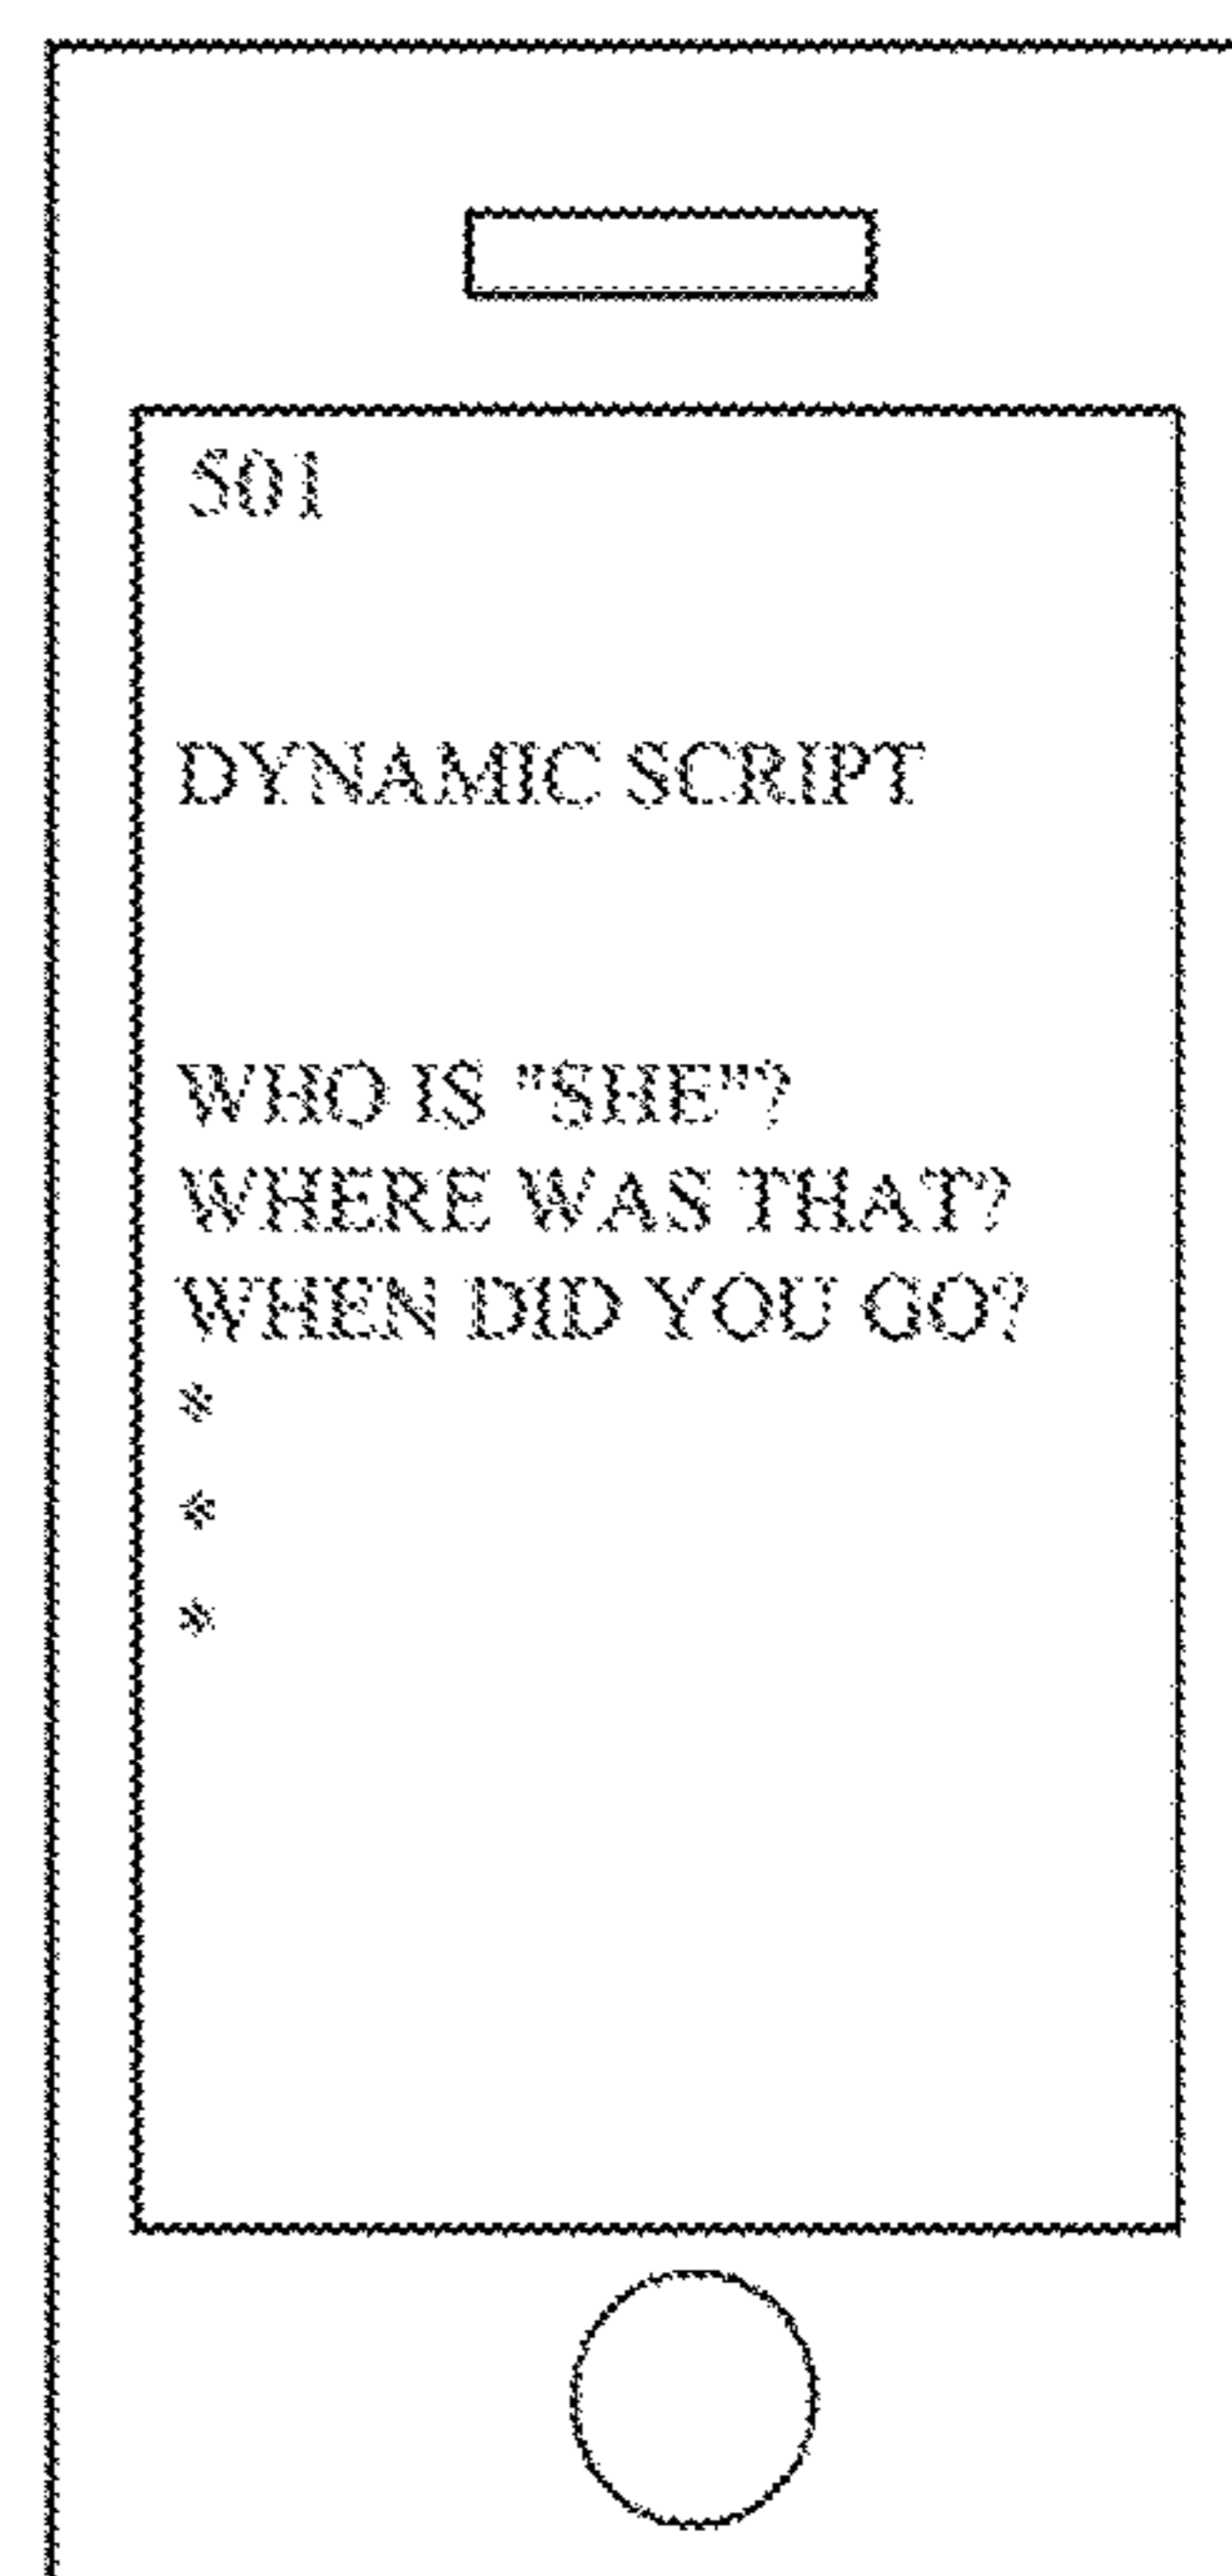 501
DYNAMIC SCRIPT
WHO IS "SHE"?
WHERE WAS THAT?
WHEN DID YOU GO?
*
*
*